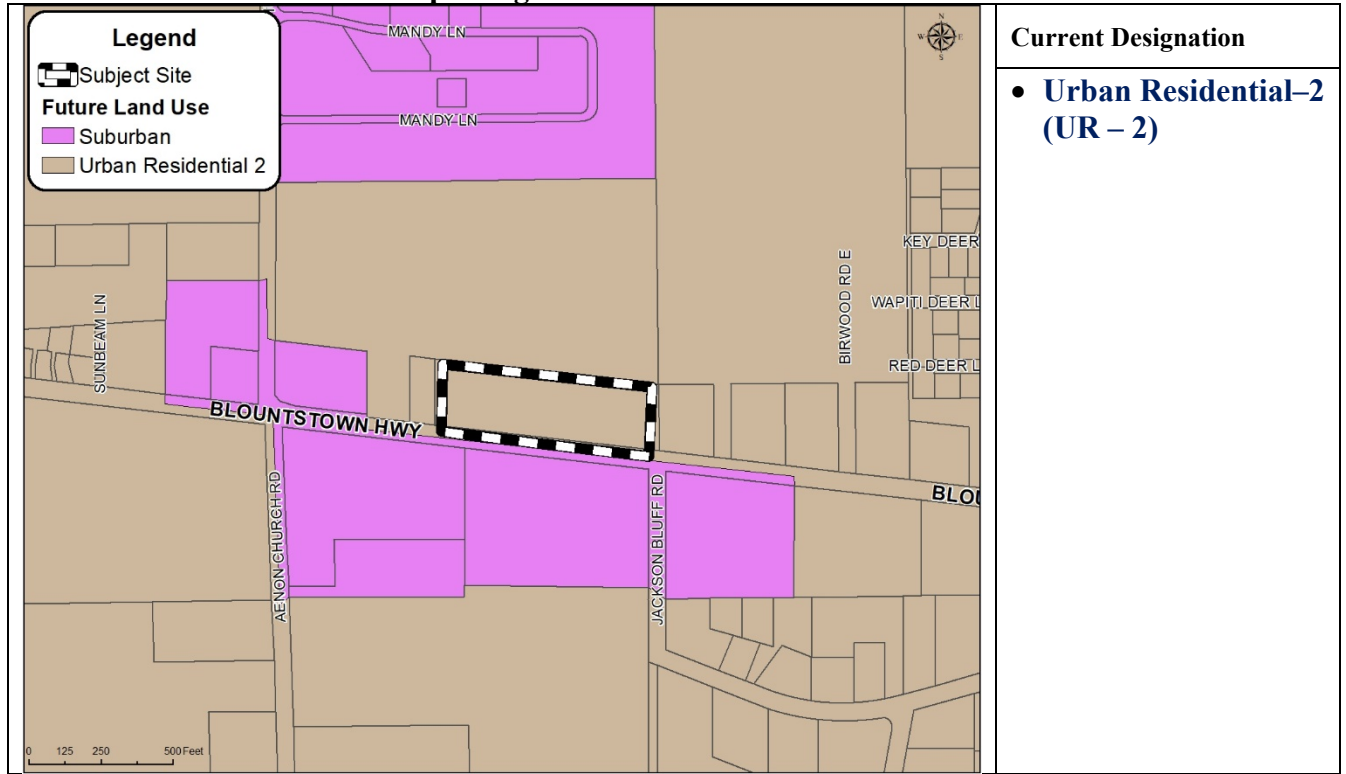 Legend
Subject Site
Future Land Use
Suburban
Urban Residential 2
MANDY LN
MANDY LN
N
W E
S
KEY DEER
BIRWOOD RD E
WAPITI DEER L
SUNBEAM LN
RED DEER L
BLOUNTSTOWN HWY
BLOU
AENON CHURCH RD
JACKSON BLUFF RD
0 125 250 500 Feet
Current Designation
• Urban Residential–2
(UR – 2)